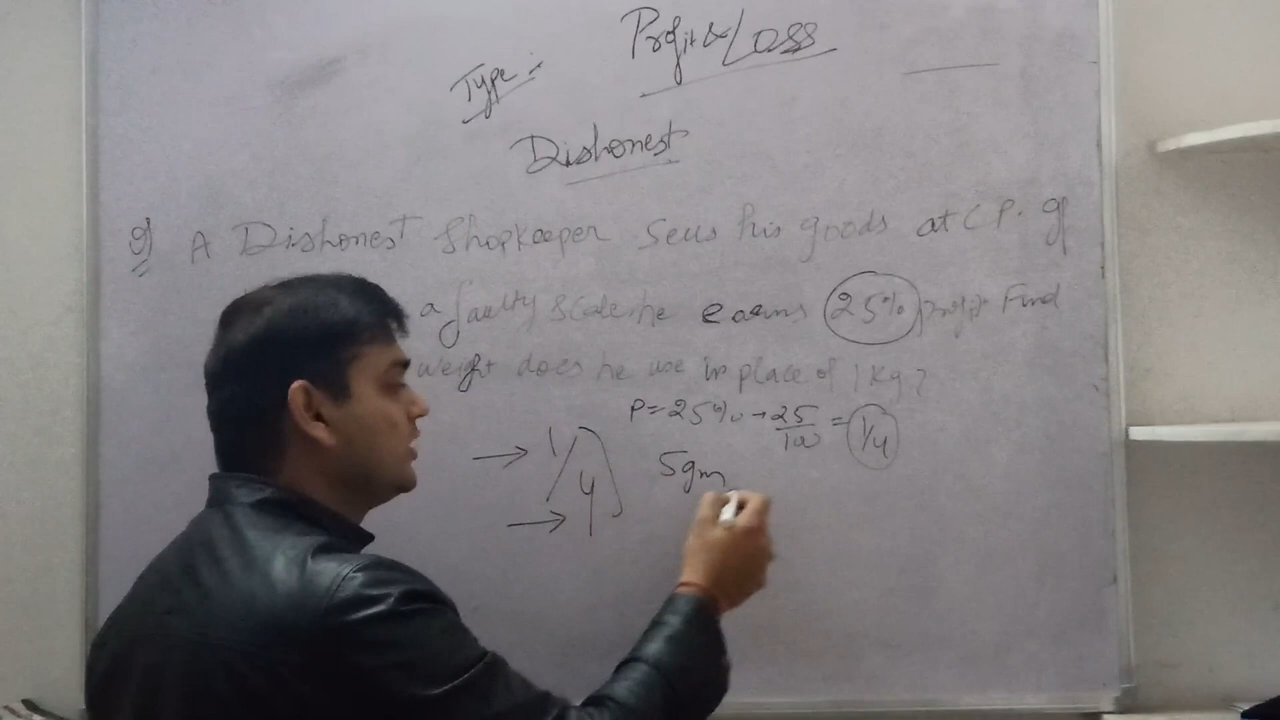 Profit & Loss
Type:-
Dishonest
Q A Dishonest Shopkeeper Sells his goods at C P. If
a faulty Scale he earns 25% profit Find
weight does he use in place of 1 Kg?
P = 25% → 25/100 = 1/4
→ 1/4 5gm
→